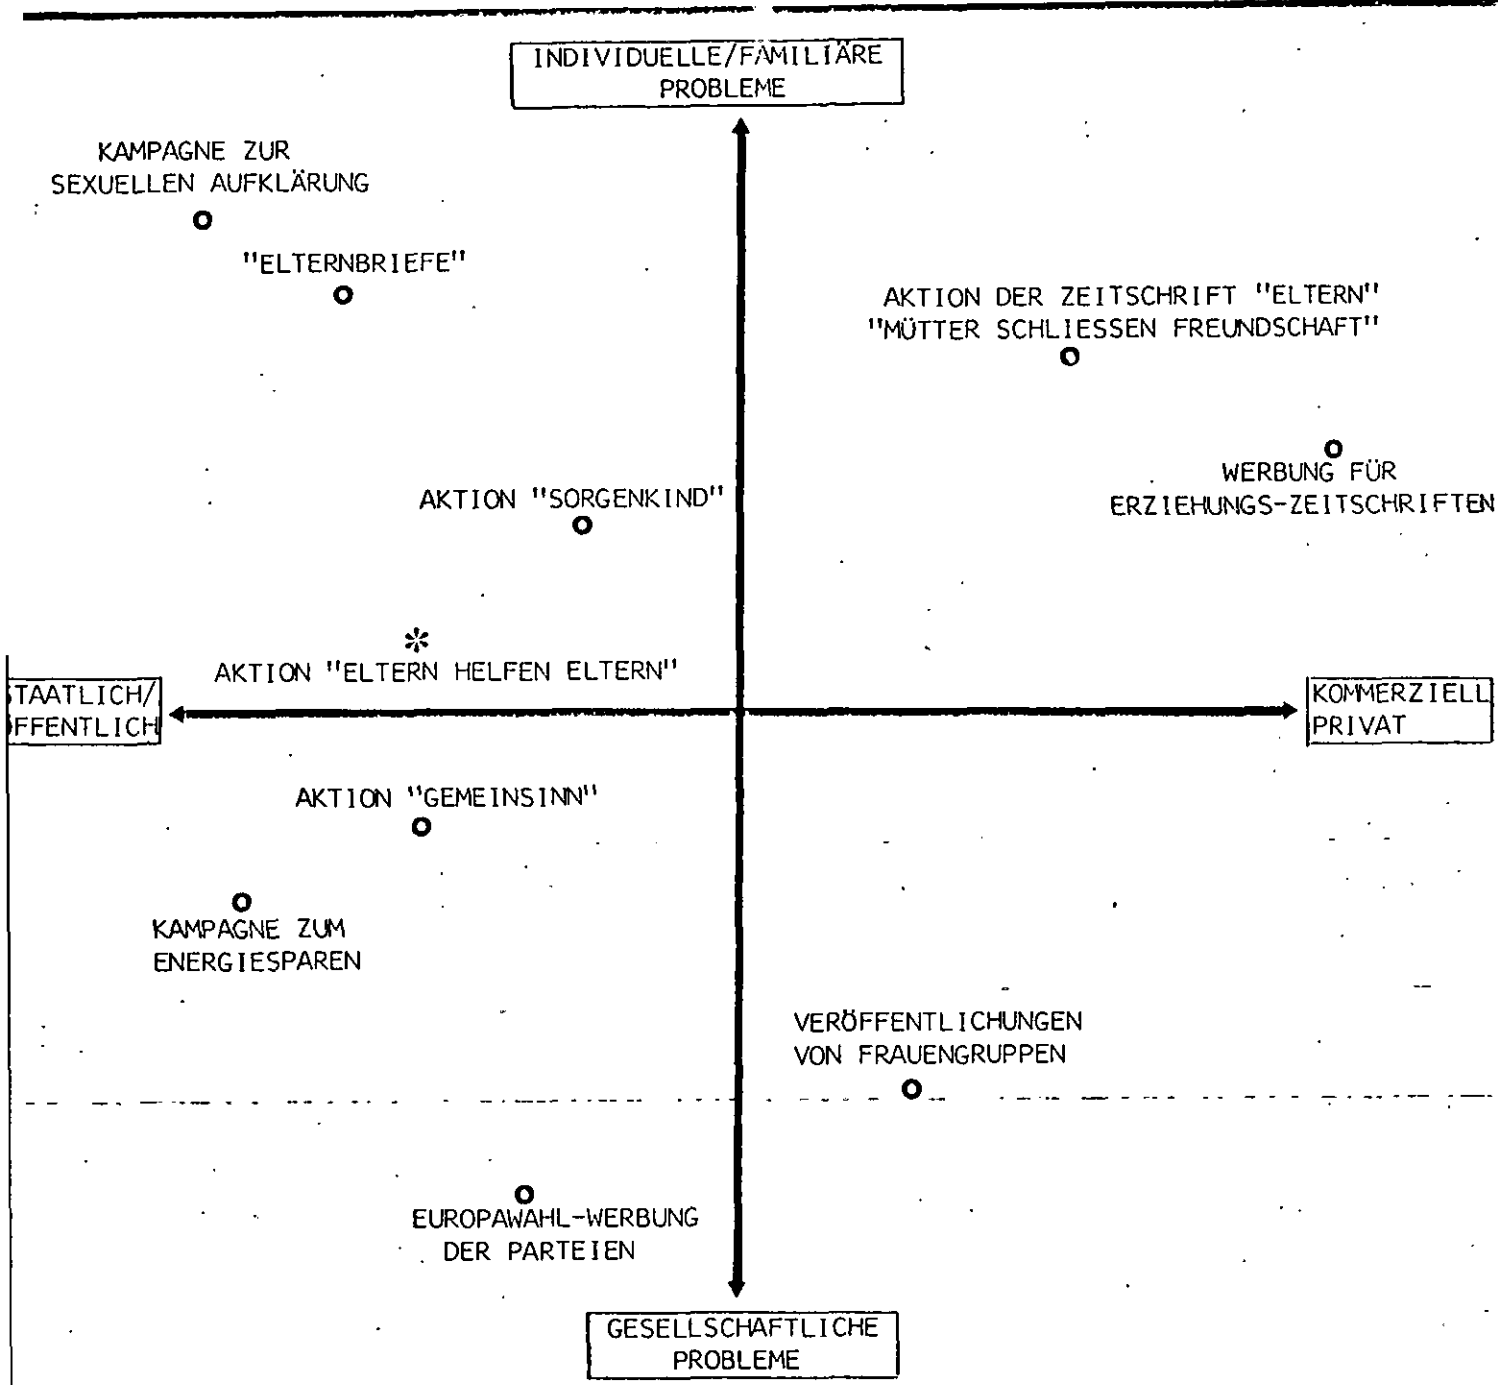 INDIVIDUELLE/FAMILIÄRE
PROBLEME
KAMPAGNE ZUR
SEXUELLEN AUFKLÄRUNG
"ELTERNBRIEFE"
AKTION DER ZEITSCHRIFT "ELTERN"
"MÜTTER SCHLIESSEN FREUNDSCHAFT"
WERBUNG FÜR
ERZIEHUNGS-ZEITSCHRIFTEN
AKTION "SORGENKIND"
*
AKTION "ELTERN HELFEN ELTERN"
STAATLICH/
ÖFFENTLICH
KOMMERZIELL
PRIVAT
AKTION "GEMEINSINN"
KAMPAGNE ZUM
ENERGIESPAREN
VERÖFFENTLICHUNGEN
VON FRAUENGRUPPEN
EUROPAWAHL-WERBUNG
DER PARTEIEN
GESELLSCHAFTLICHE
PROBLEME